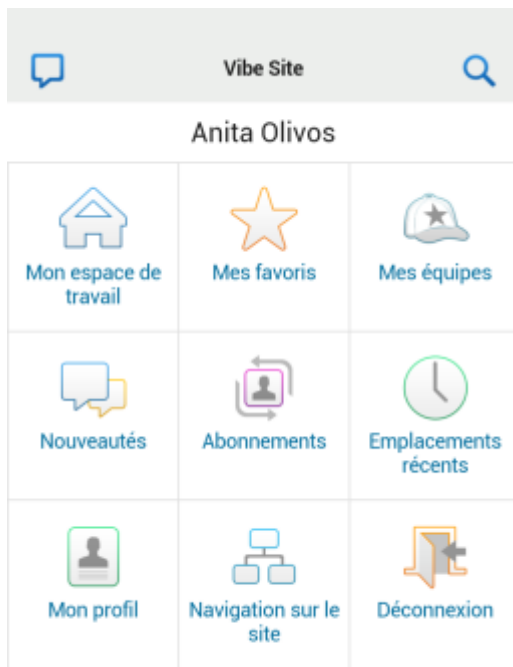 Vibe Site
Anita Olivos
Mon espace de
travail
Mes favoris
Mes équipes
Nouveautés
Abonnements
Emplacements
récents
Mon profil
Navigation sur le
site
Déconnexion